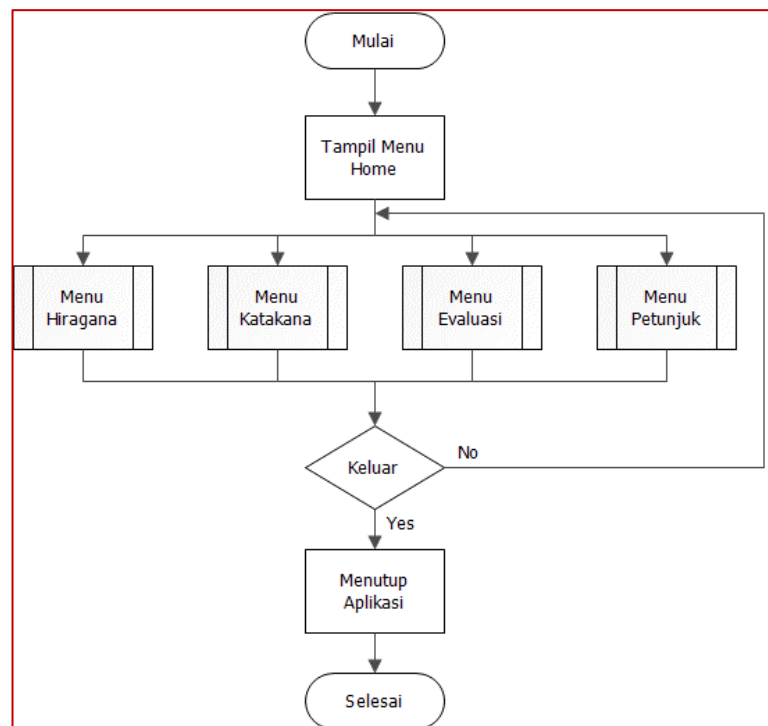 Mulai
Tampil Menu
Home
Menu
Hiragana
Menu
Katakana
Menu
Evaluasi
Menu
Petunjuk
Keluar
No
Yes
Menutup
Aplikasi
Selesai